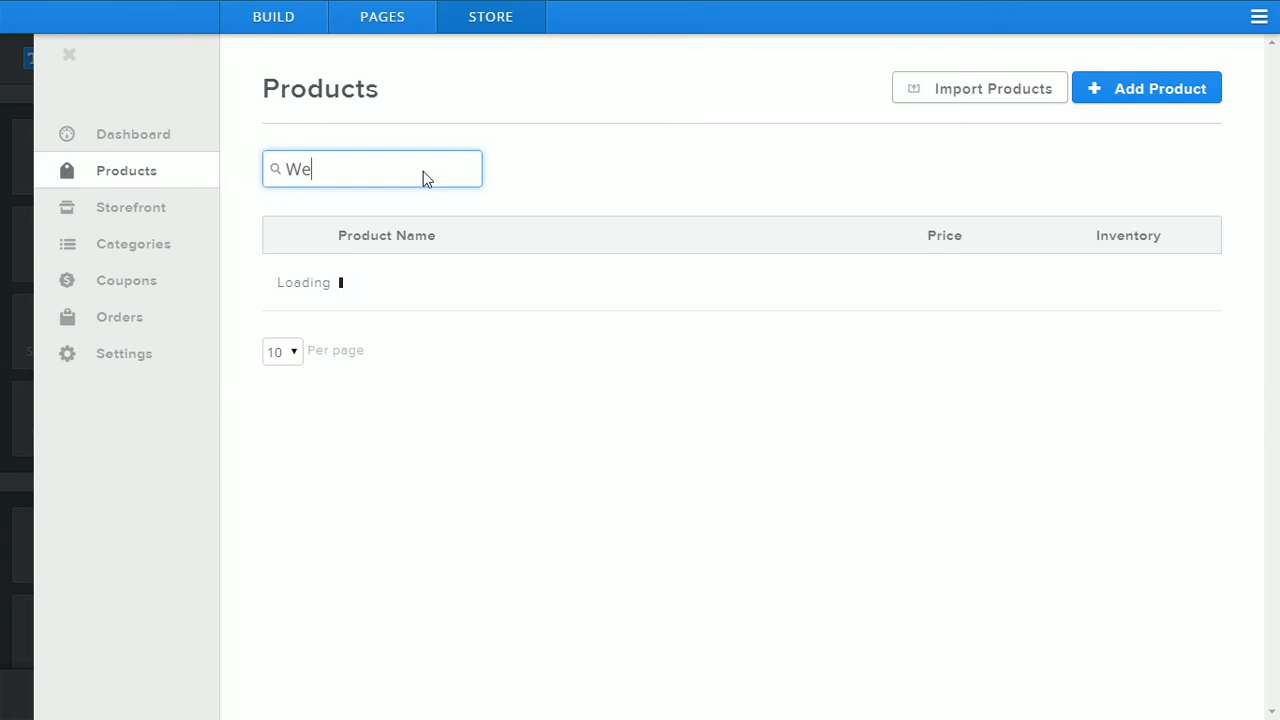 BUILD PAGES STORE
Products
Import Products
Add Product
Dashboard
Products
Storefront
Categories
Coupons
Orders
Settings
We
Product Name Price Inventory
Loading
10 Per page